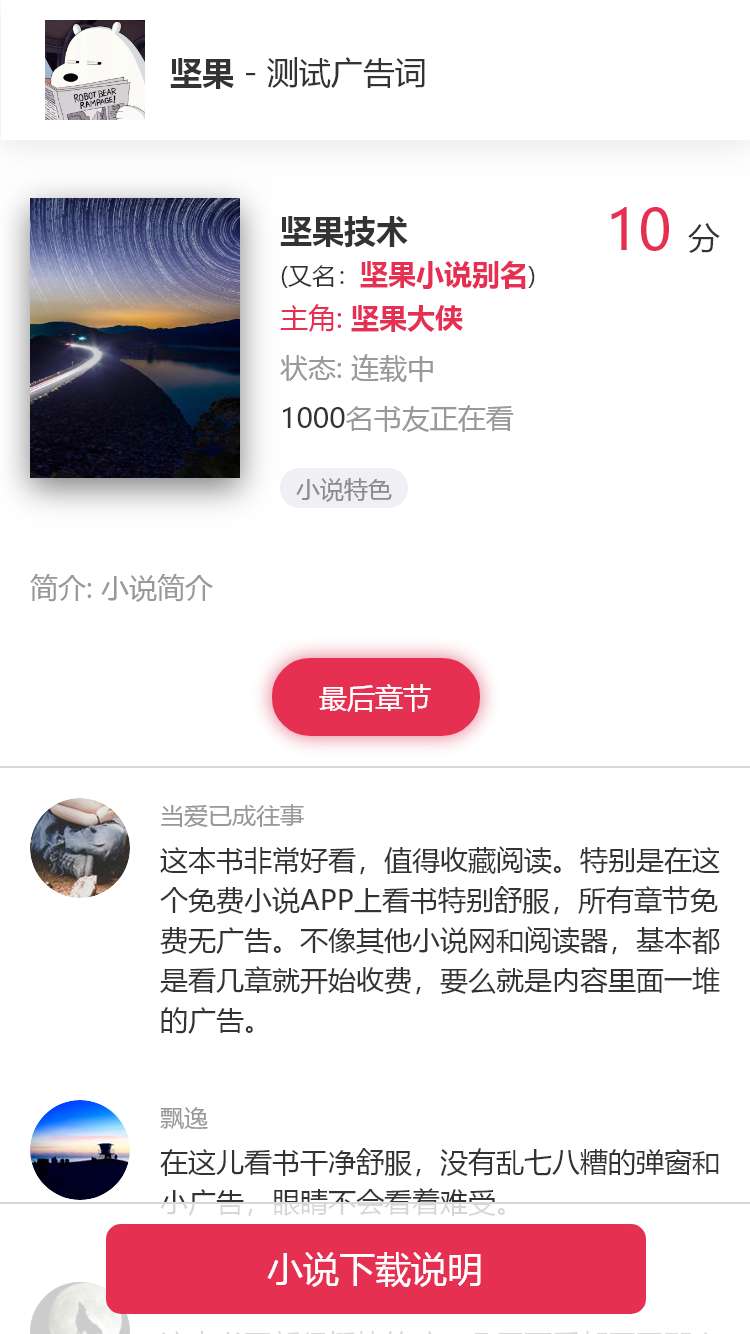 ROBOT BEAR
RAMPAGE!
坚果 - 测试广告词
坚果技术
10 分
(又名：坚果小说别名)
主角: 坚果大侠
状态: 连载中
1000名书友正在看
小说特色
简介: 小说简介
最后章节
当爱已成往事
这本书非常好看，值得收藏阅读。特别是在这
个免费小说APP上看书特别舒服，所有章节免
费无广告。不像其他小说网和阅读器，基本都
是看几章就开始收费，要么就是内容里面一堆
的广告。
飘逸
在这儿看书干净舒服，没有乱七八糟的弹窗和
小广告，眼睛不会看着难受。
小说下载说明